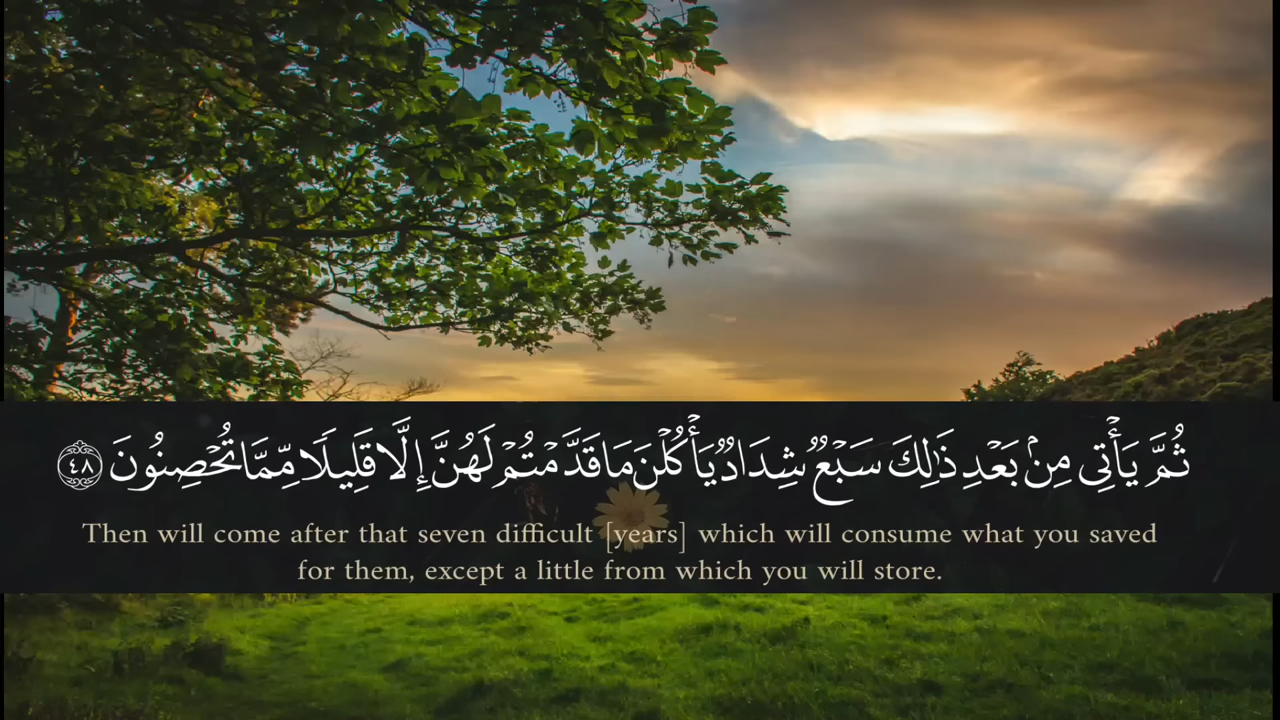 ثُمَّ يَأْتِي مِنْ بَعْدِ ذَٰلِكَ سَبْعٌ شِدَادٌ يَأْكُلْنَ مَا قَدَّمْتُمْ لَهُنَّ إِلَّا قَلِيلًا مِّمَّا تُحْصِنُونَ ٤٨
Then will come after that seven difficult [years] which will consume what you saved
for them, except a little from which you will store.